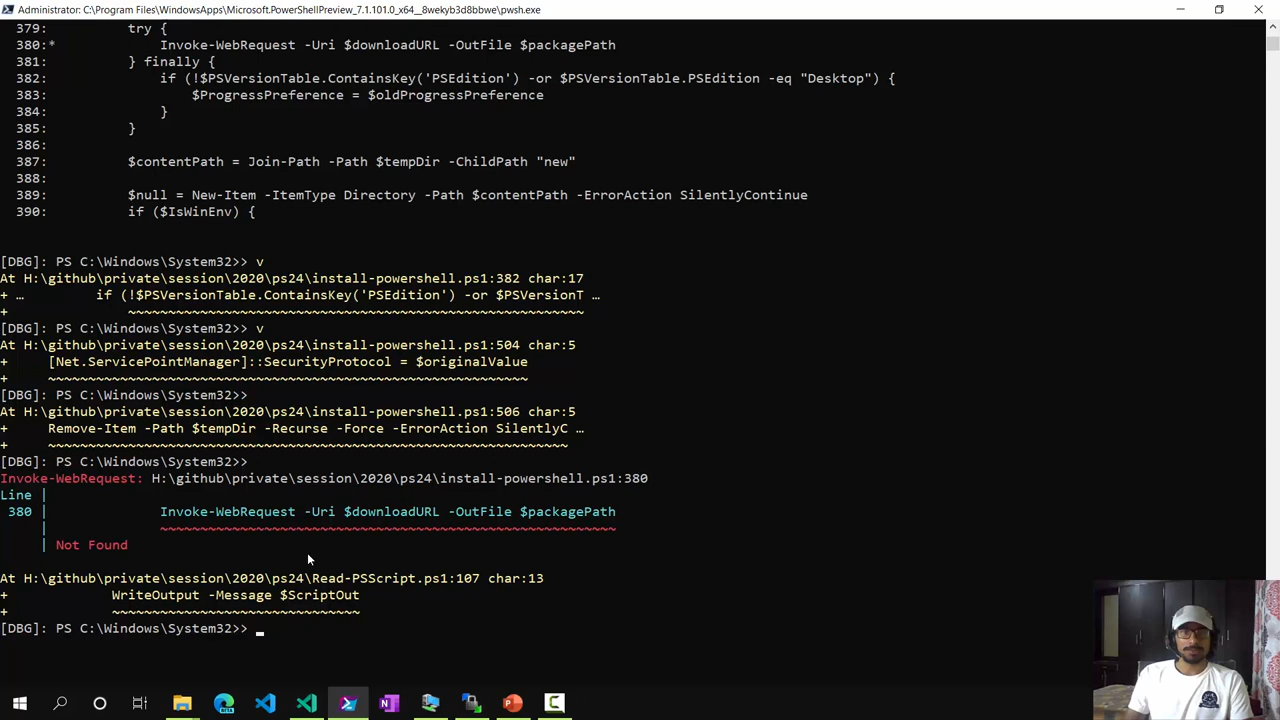 Administrator: C:\Program Files\WindowsApps\Microsoft.PowerShellPreview_7.1.101.0_x64__8wekyb3d8bbwe\pwsh.exe
379:           try {
380:*              Invoke-WebRequest -Uri $downloadURL -OutFile $packagePath
381:           } finally {
382:               if (!$PSVersionTable.ContainsKey('PSEdition') -or $PSVersionTable.PSEdition -eq "Desktop") {
383:                   $ProgressPreference = $oldProgressPreference
384:               }
385:           }
386:
387:           $contentPath = Join-Path -Path $tempDir -ChildPath "new"
388:
389:           $null = New-Item -ItemType Directory -Path $contentPath -ErrorAction SilentlyContinue
390:           if ($IsWinEnv) {
[DBG]: PS C:\Windows\System32>> v
At H:\github\private\session\2020\ps24\install-powershell.ps1:382 char:17
+ …         if (!$PSVersionTable.ContainsKey('PSEdition') -or $PSVersionT …
+               ~~~~~~~~~~~~~~~~~~~~~~~~~~~~~~~~~~~~~~~~~~~~~~~~~~~~~~~~~
[DBG]: PS C:\Windows\System32>> v
At H:\github\private\session\2020\ps24\install-powershell.ps1:504 char:5
+     [Net.ServicePointManager]::SecurityProtocol = $originalValue
+     ~~~~~~~~~~~~~~~~~~~~~~~~~~~~~~~~~~~~~~~~~~~~~~~~~~~~~~~~~~~~
[DBG]: PS C:\Windows\System32>>
At H:\github\private\session\2020\ps24\install-powershell.ps1:506 char:5
+     Remove-Item -Path $tempDir -Recurse -Force -ErrorAction SilentlyC …
+     ~~~~~~~~~~~~~~~~~~~~~~~~~~~~~~~~~~~~~~~~~~~~~~~~~~~~~~~~~~~~~~~~~
[DBG]: PS C:\Windows\System32>>
Invoke-WebRequest: H:\github\private\session\2020\ps24\install-powershell.ps1:380
Line |
 380 |              Invoke-WebRequest -Uri $downloadURL -OutFile $packagePath
     |              ~~~~~~~~~~~~~~~~~~~~~~~~~~~~~~~~~~~~~~~~~~~~~~~~~~~~~~~~~
     | Not Found
At H:\github\private\session\2020\ps24\Read-PSScript.ps1:107 char:13
+             WriteOutput -Message $ScriptOut
+             ~~~~~~~~~~~~~~~~~~~~~~~~~~~~~~~
[DBG]: PS C:\Windows\System32>>